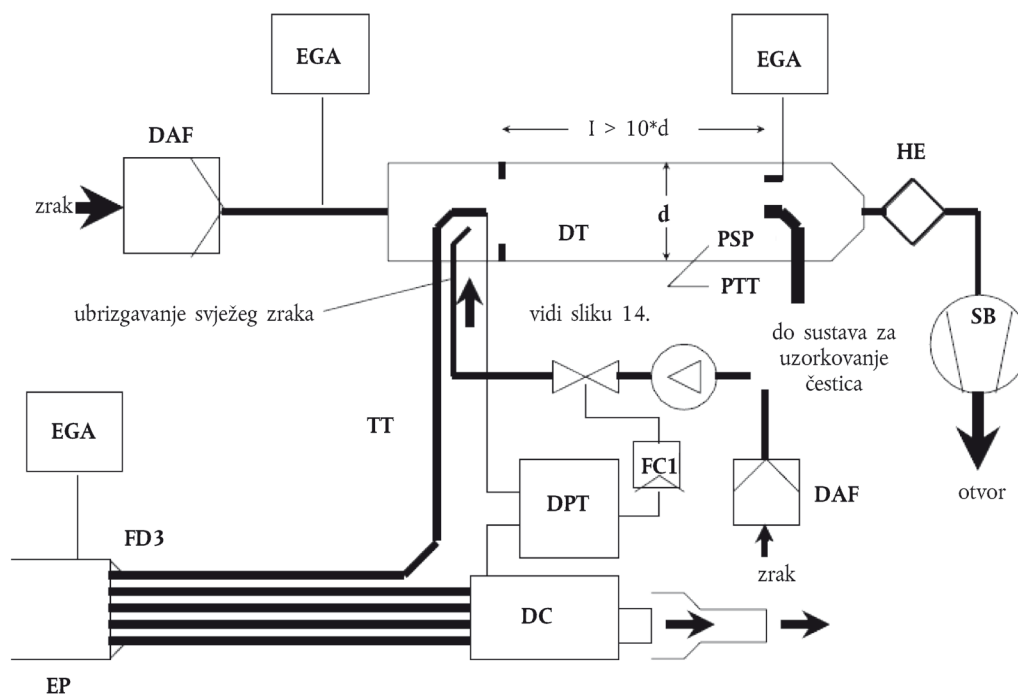 EGA
EGA
DAF
l > 10*d
HE
zrak
d
DT
PSP
PTT
ubrizgavanje svježeg zraka
vidi sliku 14.
do sustava za
uzorkovanje
čestica
SB
TT
EGA
FC1
DPT
DAF
otvor
FD3
zrak
DC
EP